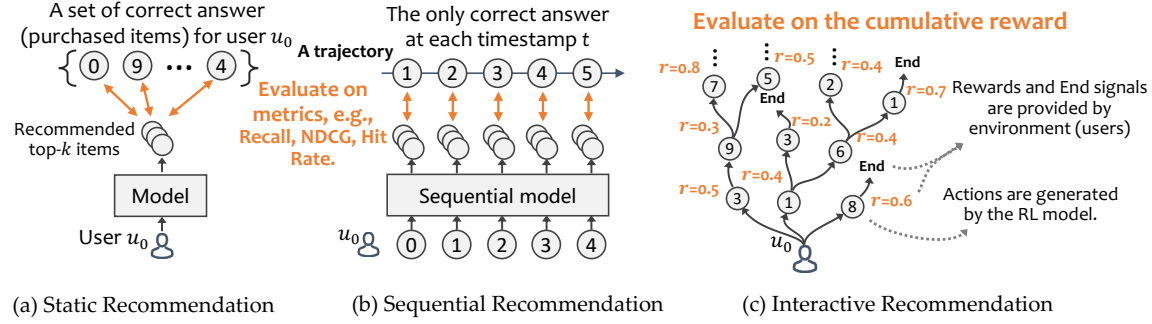 A set of correct answer
(purchased items) for user u₀
{ 0 9 ••• 4 }
Recommended
top-k items
Model
User u₀
(a) Static Recommendation
The only correct answer
at each timestamp t
A trajectory
1 2 3 4 5
Evaluate on
metrics, e.g.,
Recall, NDCG, Hit
Rate.
Sequential model
u₀
0 1 2 3 4
(b) Sequential Recommendation
Evaluate on the cumulative reward
r=0.8
7
r=0.5
5
r=0.4
2
End
r=0.7
1
r=0.3
9
End
r=0.2
3
r=0.4
6
r=0.5
3
r=0.4
1
End
r=0.6
8
u₀
Rewards and End signals
are provided by
environment (users)
Actions are generated
by the RL model.
(c) Interactive Recommendation